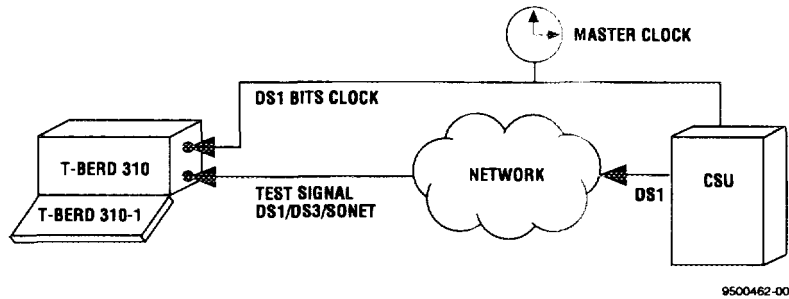 MASTER CLOCK
DS1 BITS CLOCK
T-BERD 310
T-BERD 310-1
TEST SIGNAL
DS1/DS3/SONET
NETWORK
DS1
CSU
9500462-00